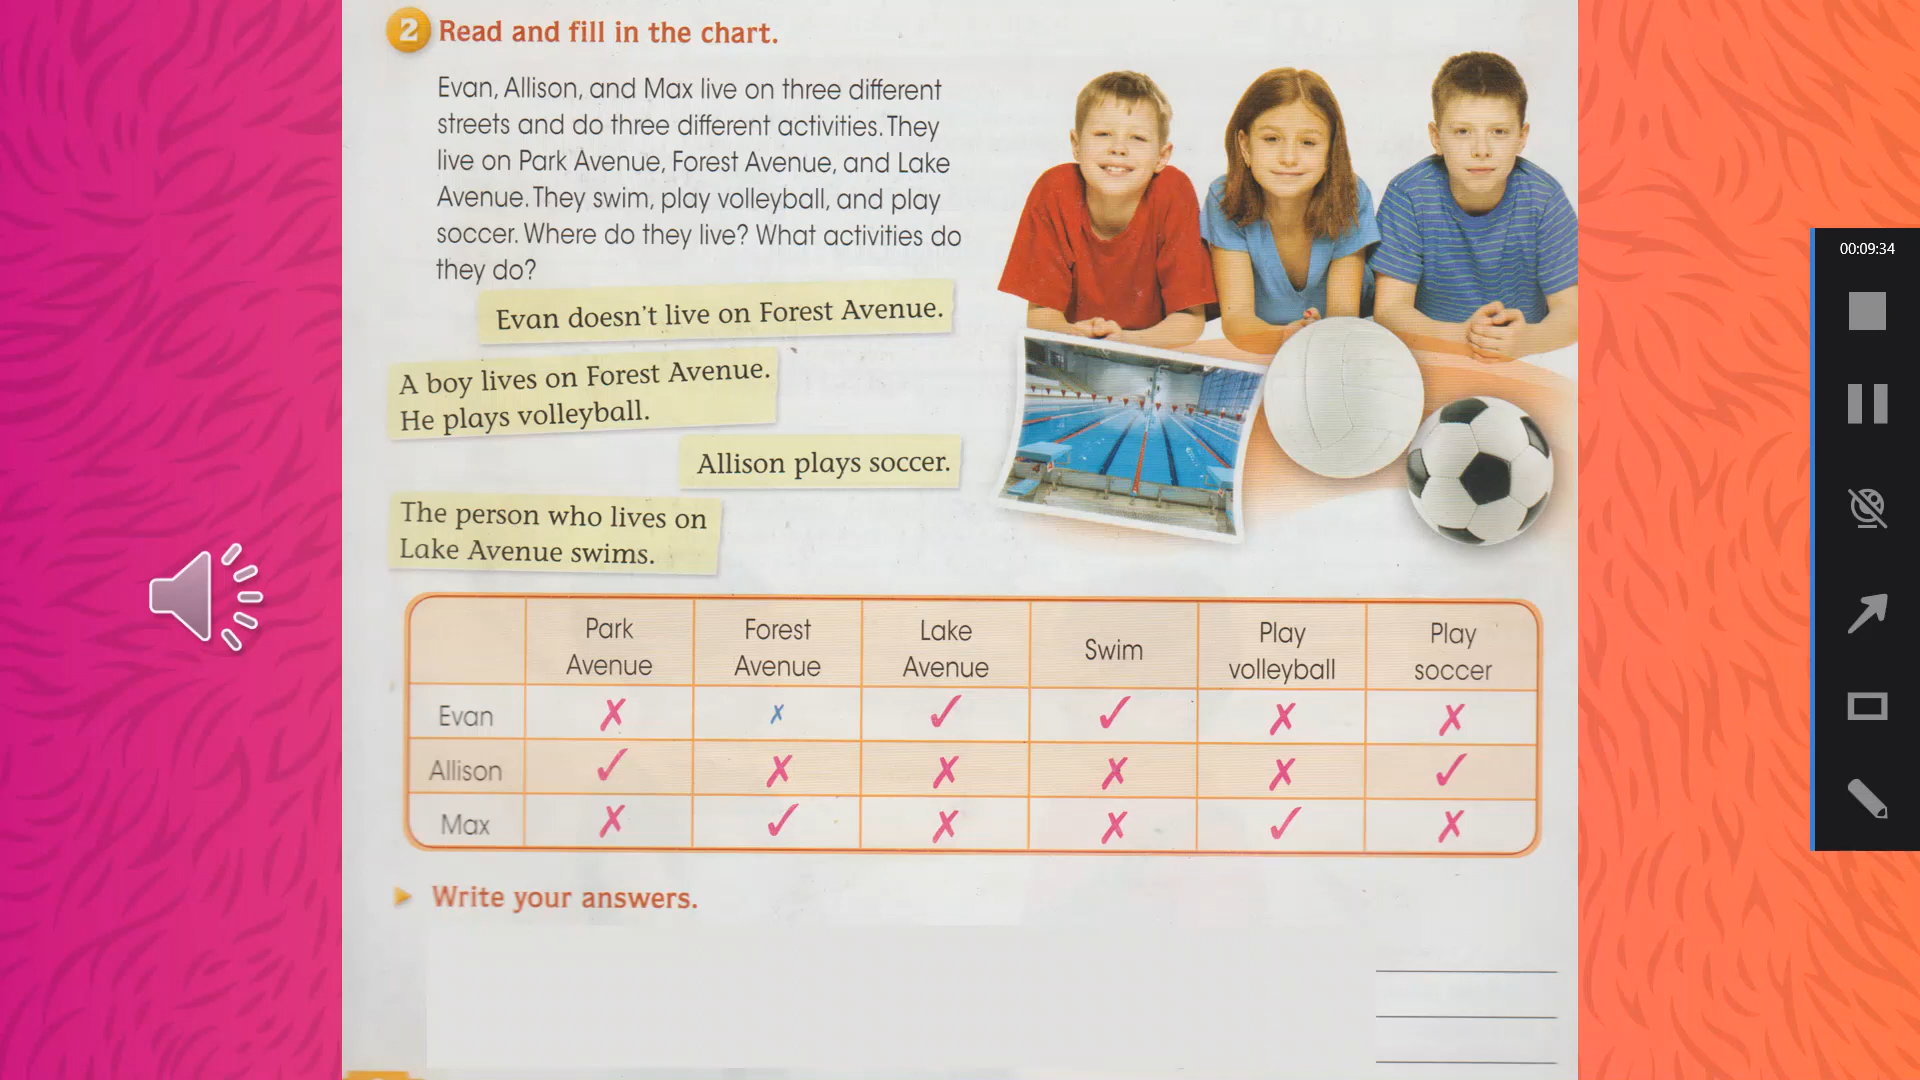 2 Read and fill in the chart.
Evan, Allison, and Max live on three different
streets and do three different activities. They
live on Park Avenue, Forest Avenue, and Lake
Avenue. They swim, play volleyball, and play
soccer. Where do they live? What activities do
they do?
Evan doesn't live on Forest Avenue.
A boy lives on Forest Avenue.
He plays volleyball.
Allison plays soccer.
The person who lives on
Lake Avenue swims.
Park Avenue Forest Avenue Lake Avenue Swim Play volleyball Play soccer
Evan ✗ ✗ ✓ ✓ ✗ ✗
Allison ✓ ✗ ✗ ✗ ✗ ✓
Max ✗ ✓ ✗ ✗ ✓ ✗
Write your answers.
00:09:34